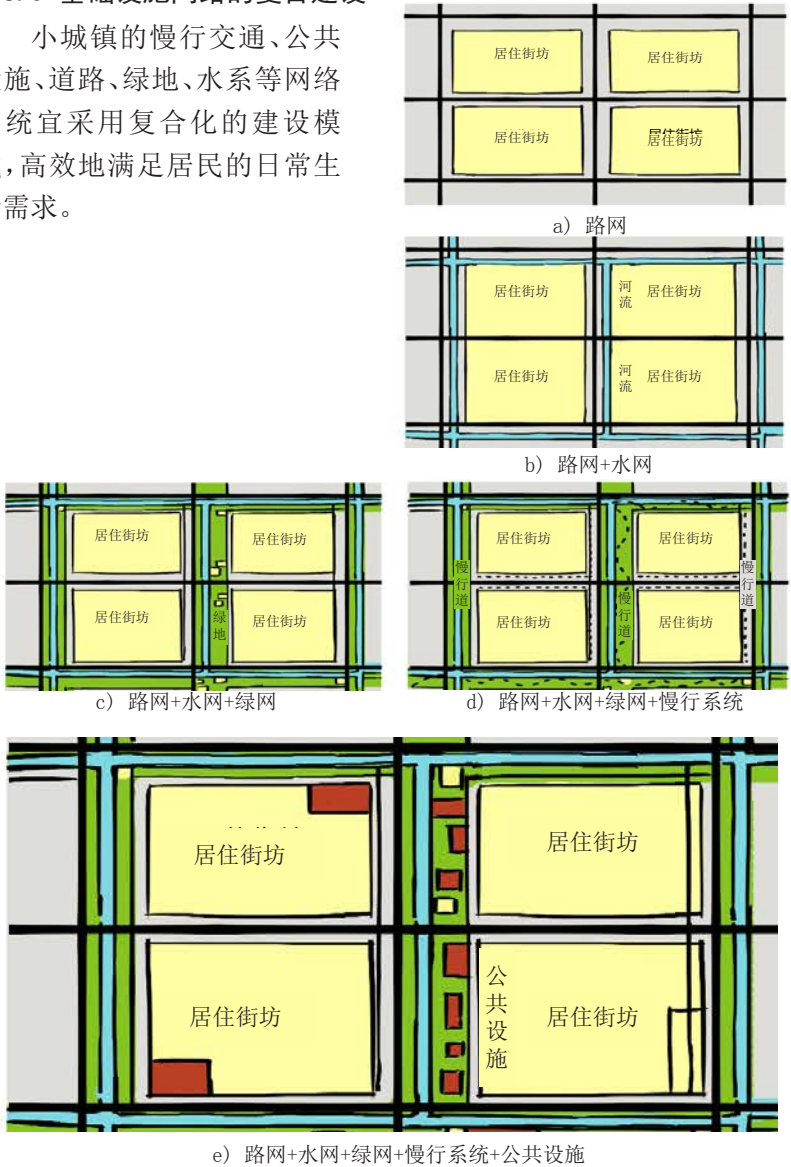 基础设施网络的复合建设
小城镇的慢行交通、公共
施、道路、绿地、水系等网络
统宜采用复合化的建设模
,高效地满足居民的日常生
需求。
居住街坊
居住街坊
居住街坊
居住街坊
a) 路网
居住街坊
河流
居住街坊
居住街坊
河流
居住街坊
b) 路网+水网
居住街坊
居住街坊
居住街坊
绿地
居住街坊
c) 路网+水网+绿网
居住街坊
居住街坊
慢行道
慢行道
居住街坊
慢行道
居住街坊
d) 路网+水网+绿网+慢行系统
居住街坊
居住街坊
居住街坊
公共设施
居住街坊
e) 路网+水网+绿网+慢行系统+公共设施